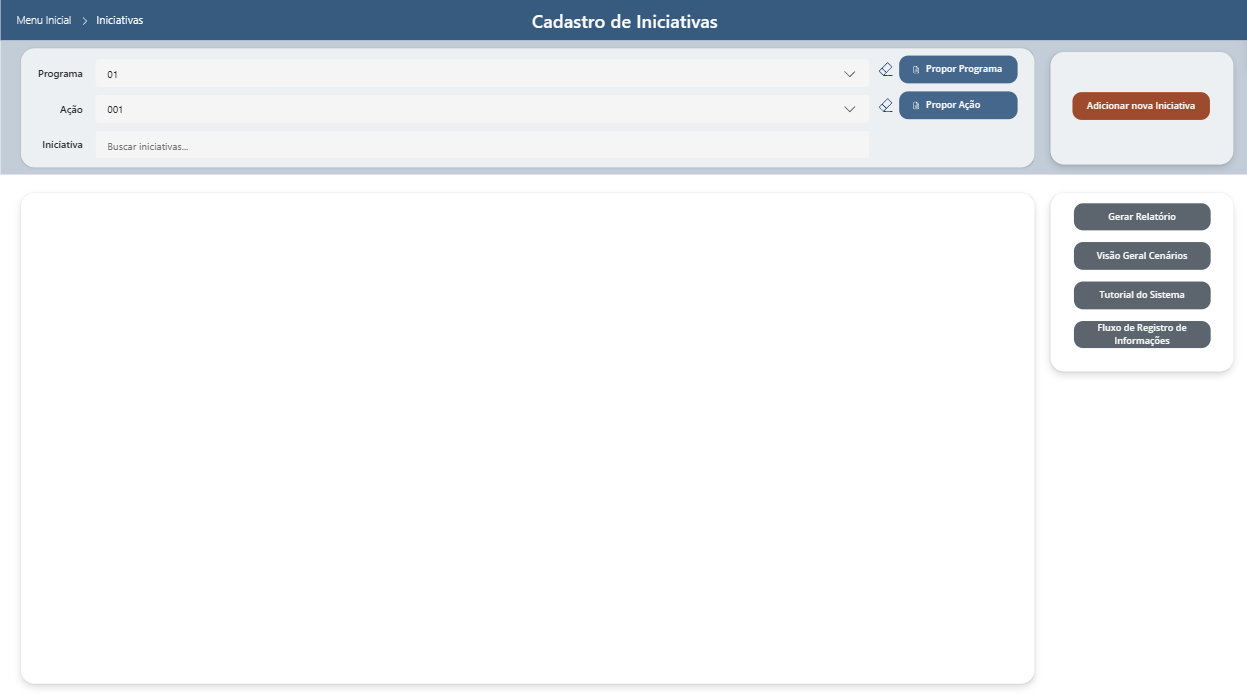 Menu Inicial > Iniciativas
Cadastro de Iniciativas
Programa
01
Propor Programa
Ação
001
Propor Ação
Iniciativa
Buscar iniciativas...
Adicionar nova Iniciativa
Gerar Relatório
Visão Geral Cenários
Tutorial do Sistema
Fluxo de Registro de
Informações